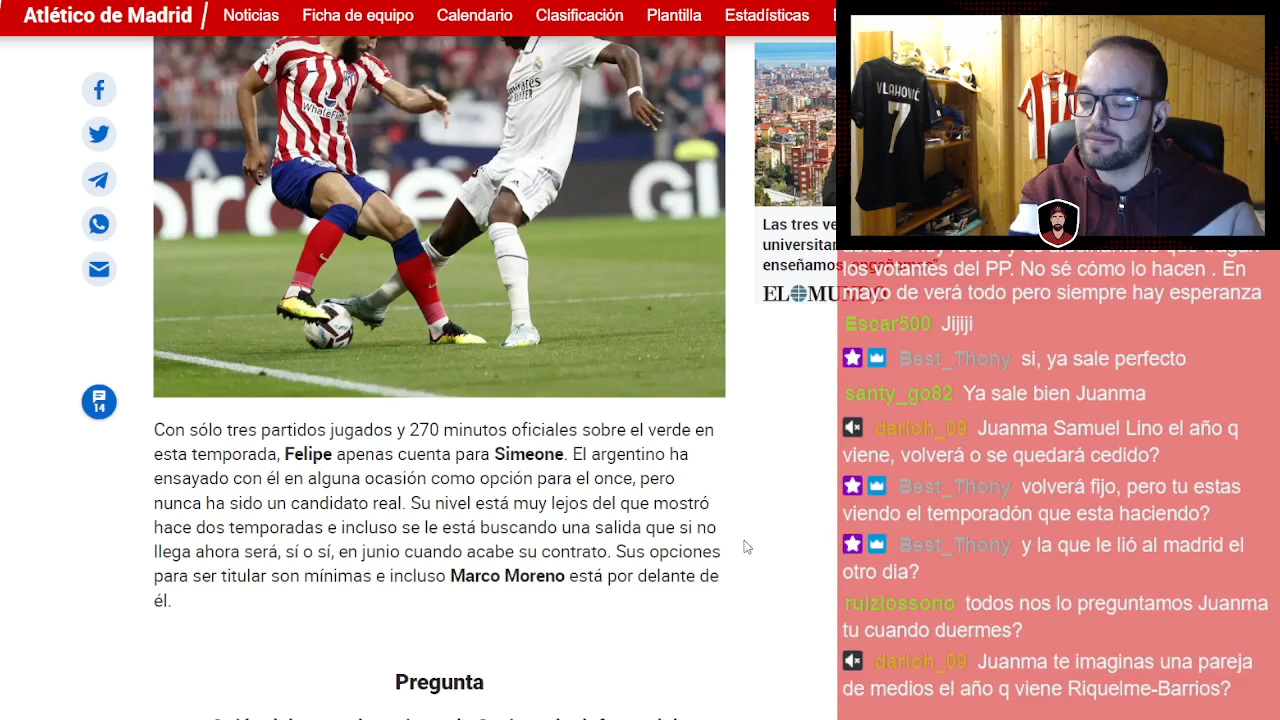 Atlético de Madrid
Noticias
Ficha de equipo
Calendario
Clasificación
Plantilla
Estadísticas
WhaleFin
14
Con sólo tres partidos jugados y 270 minutos oficiales sobre el verde en
esta temporada, Felipe apenas cuenta para Simeone. El argentino ha
ensayado con él en alguna ocasión como opción para el once, pero
nunca ha sido un candidato real. Su nivel está muy lejos del que mostró
hace dos temporadas e incluso se le está buscando una salida que si no
llega ahora será, sí o sí, en junio cuando acabe su contrato. Sus opciones
para ser titular son mínimas e incluso Marco Moreno está por delante de
él.
Pregunta
Las tres ve
universitar
enseñamos
EL MU
VLAHOVIĆ
7
los votantes del PP. No sé cómo lo hacen . En
mayo de verá todo pero siempre hay esperanza
Escar500 Jijiji
Best_Thony si, ya sale perfecto
santy_go82 Ya sale bien Juanma
darioh_09 Juanma Samuel Lino el año q
viene, volverá o se quedará cedido?
Best_Thony volverá fijo, pero tu estas
viendo el temporadón que esta haciendo?
Best_Thony y la que le lió al madrid el
otro dia?
ruizlossono todos nos lo preguntamos Juanma
tu cuando duermes?
darioh_09 Juanma te imaginas una pareja
de medios el año q viene Riquelme-Barrios?